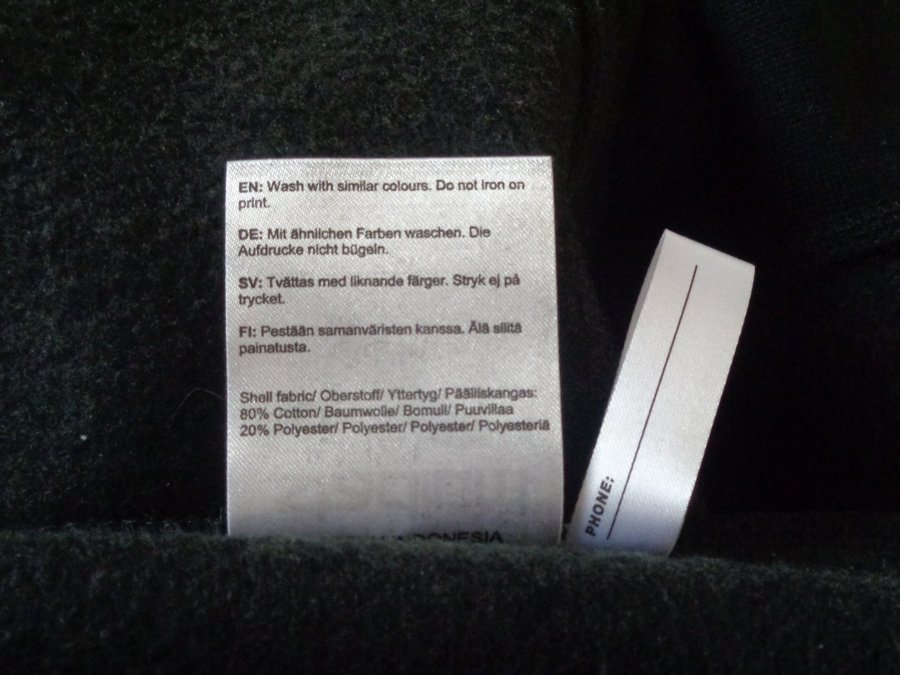 EN: Wash with similar colours. Do not iron on
print.
DE: Mit ähnlichen Farben waschen. Die
Aufdrucke nicht bügeln.
SV: Tvättas med liknande färger. Stryk ej på
trycket.
FI: Pestään samanväristen kanssa. Älä silitä
painatusta.
Shell fabric/ Oberstoff/ Yttertyg/ Päälliskangas:
80% Cotton/ Baumwolle/ Bomull/ Puuvillaa
20% Polyester/ Polyester/ Polyester/ Polyesteriä
INDONESIA
PHONE: